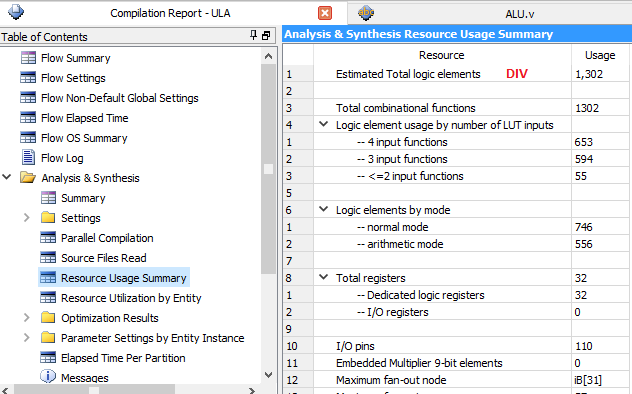 Compilation Report - ULA
ALU.v
Table of Contents
Flow Summary
Flow Settings
Flow Non-Default Global Settings
Flow Elapsed Time
Flow OS Summary
Flow Log
Analysis & Synthesis
Summary
Settings
Parallel Compilation
Source Files Read
Resource Usage Summary
Resource Utilization by Entity
Optimization Results
Parameter Settings by Entity Instance
Elapsed Time Per Partition
Messages
Analysis & Synthesis Resource Usage Summary
Resource Usage
1 Estimated Total logic elements DIV 1,302
2
3 Total combinational functions 1302
4 Logic element usage by number of LUT inputs
1 -- 4 input functions 653
2 -- 3 input functions 594
3 -- <=2 input functions 55
5
6 Logic elements by mode
1 -- normal mode 746
2 -- arithmetic mode 556
7
8 Total registers 32
1 -- Dedicated logic registers 32
2 -- I/O registers 0
9
10 I/O pins 110
11 Embedded Multiplier 9-bit elements 0
12 Maximum fan-out node iB[31]